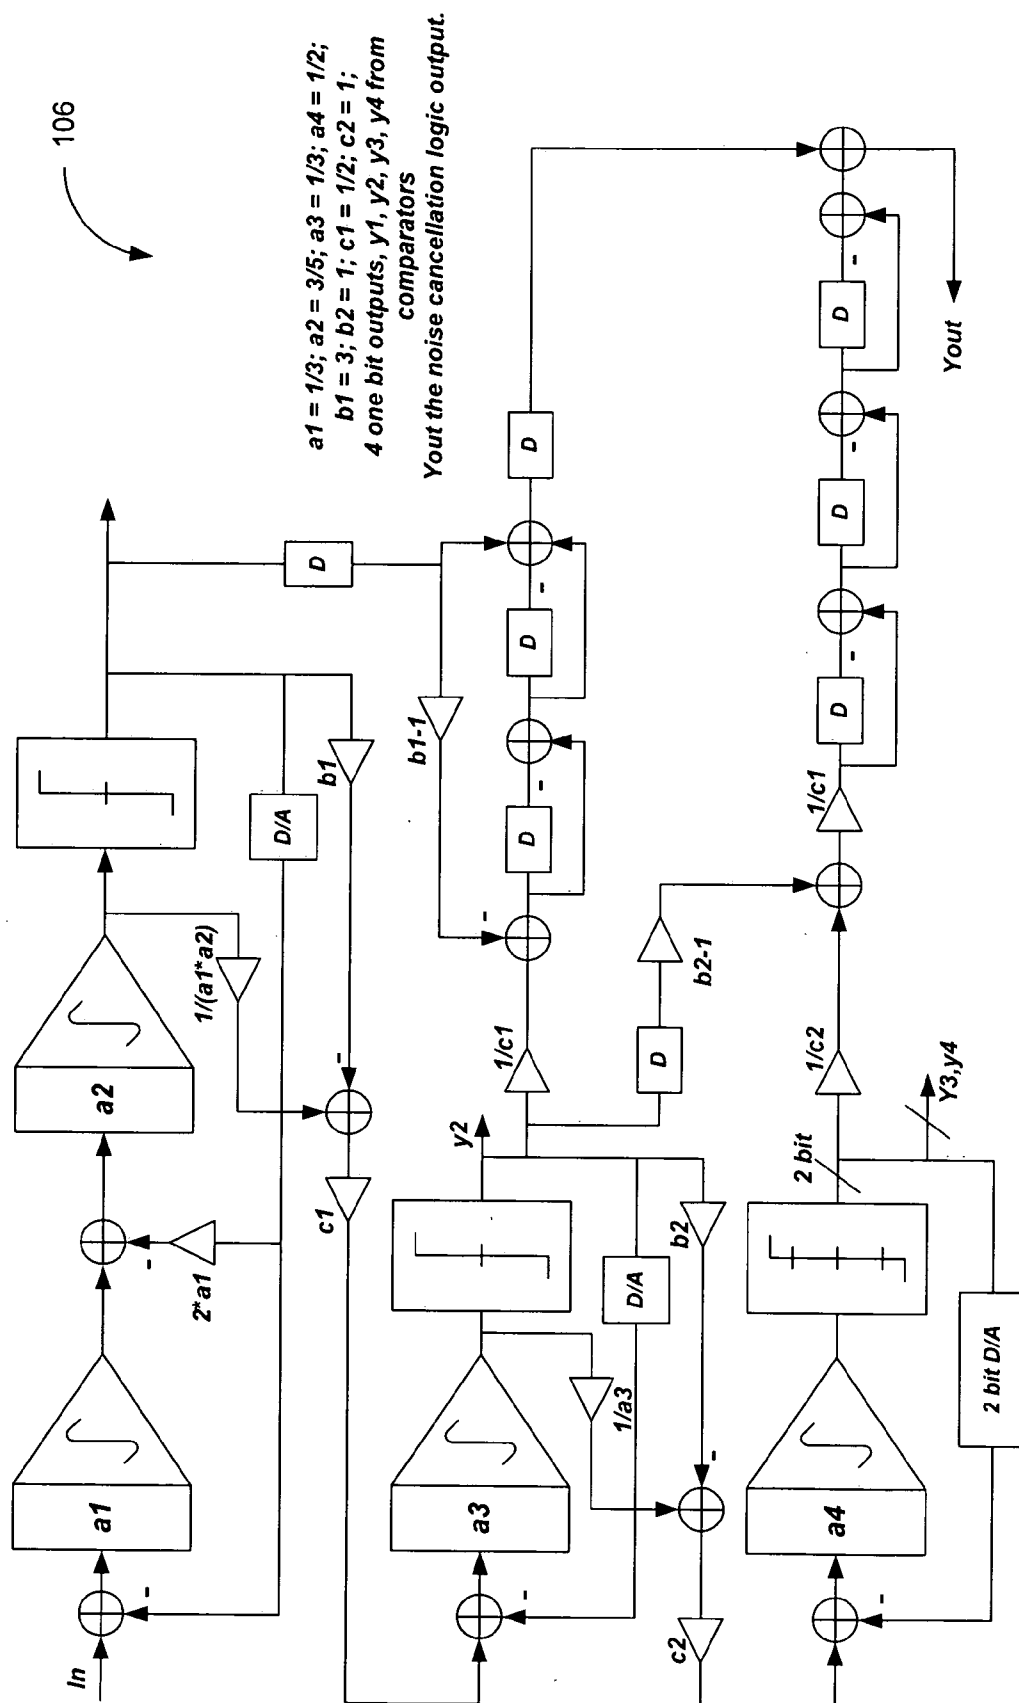 106
a1 = 1/3; a2 = 3/5; a3 = 1/3; a4 = 1/2;
b1 = 3; b2 = 1; c1 = 1/2; c2 = 1;
4 one bit outputs, y1, y2, y3, y4 from
comparators
Yout the noise cancellation logic output.
In
-
a1
-
2*a1
a2
1/(a1*a2)
D/A
b1
-
c1
D
b1-1
-
a3
1/a3
D/A
y2
b2
-
c2
1/c1
-
D
-
D
-
D
D
b2-1
-
a4
2 bit
2 bit D/A
Y3,y4
1/c2
1/c1
D
-
D
-
D
-
Yout